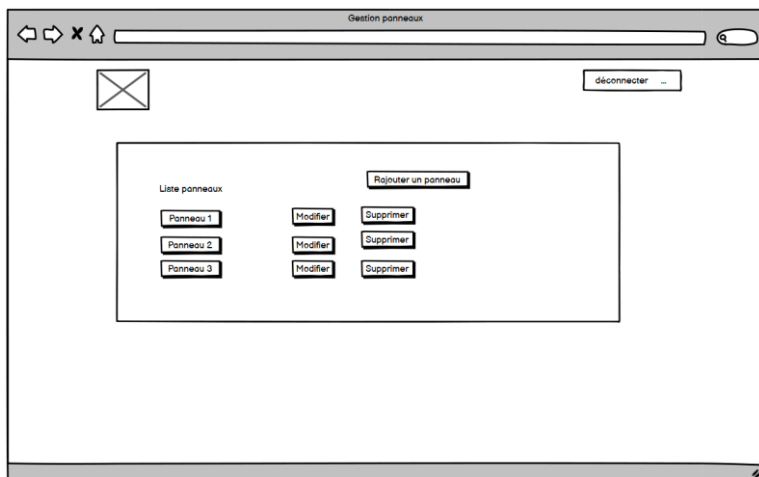 Gestion panneaux
déconnecter ...
Rajouter un panneau
Liste panneaux
Panneau 1 Modifier Supprimer
Panneau 2 Modifier Supprimer
Panneau 3 Modifier Supprimer